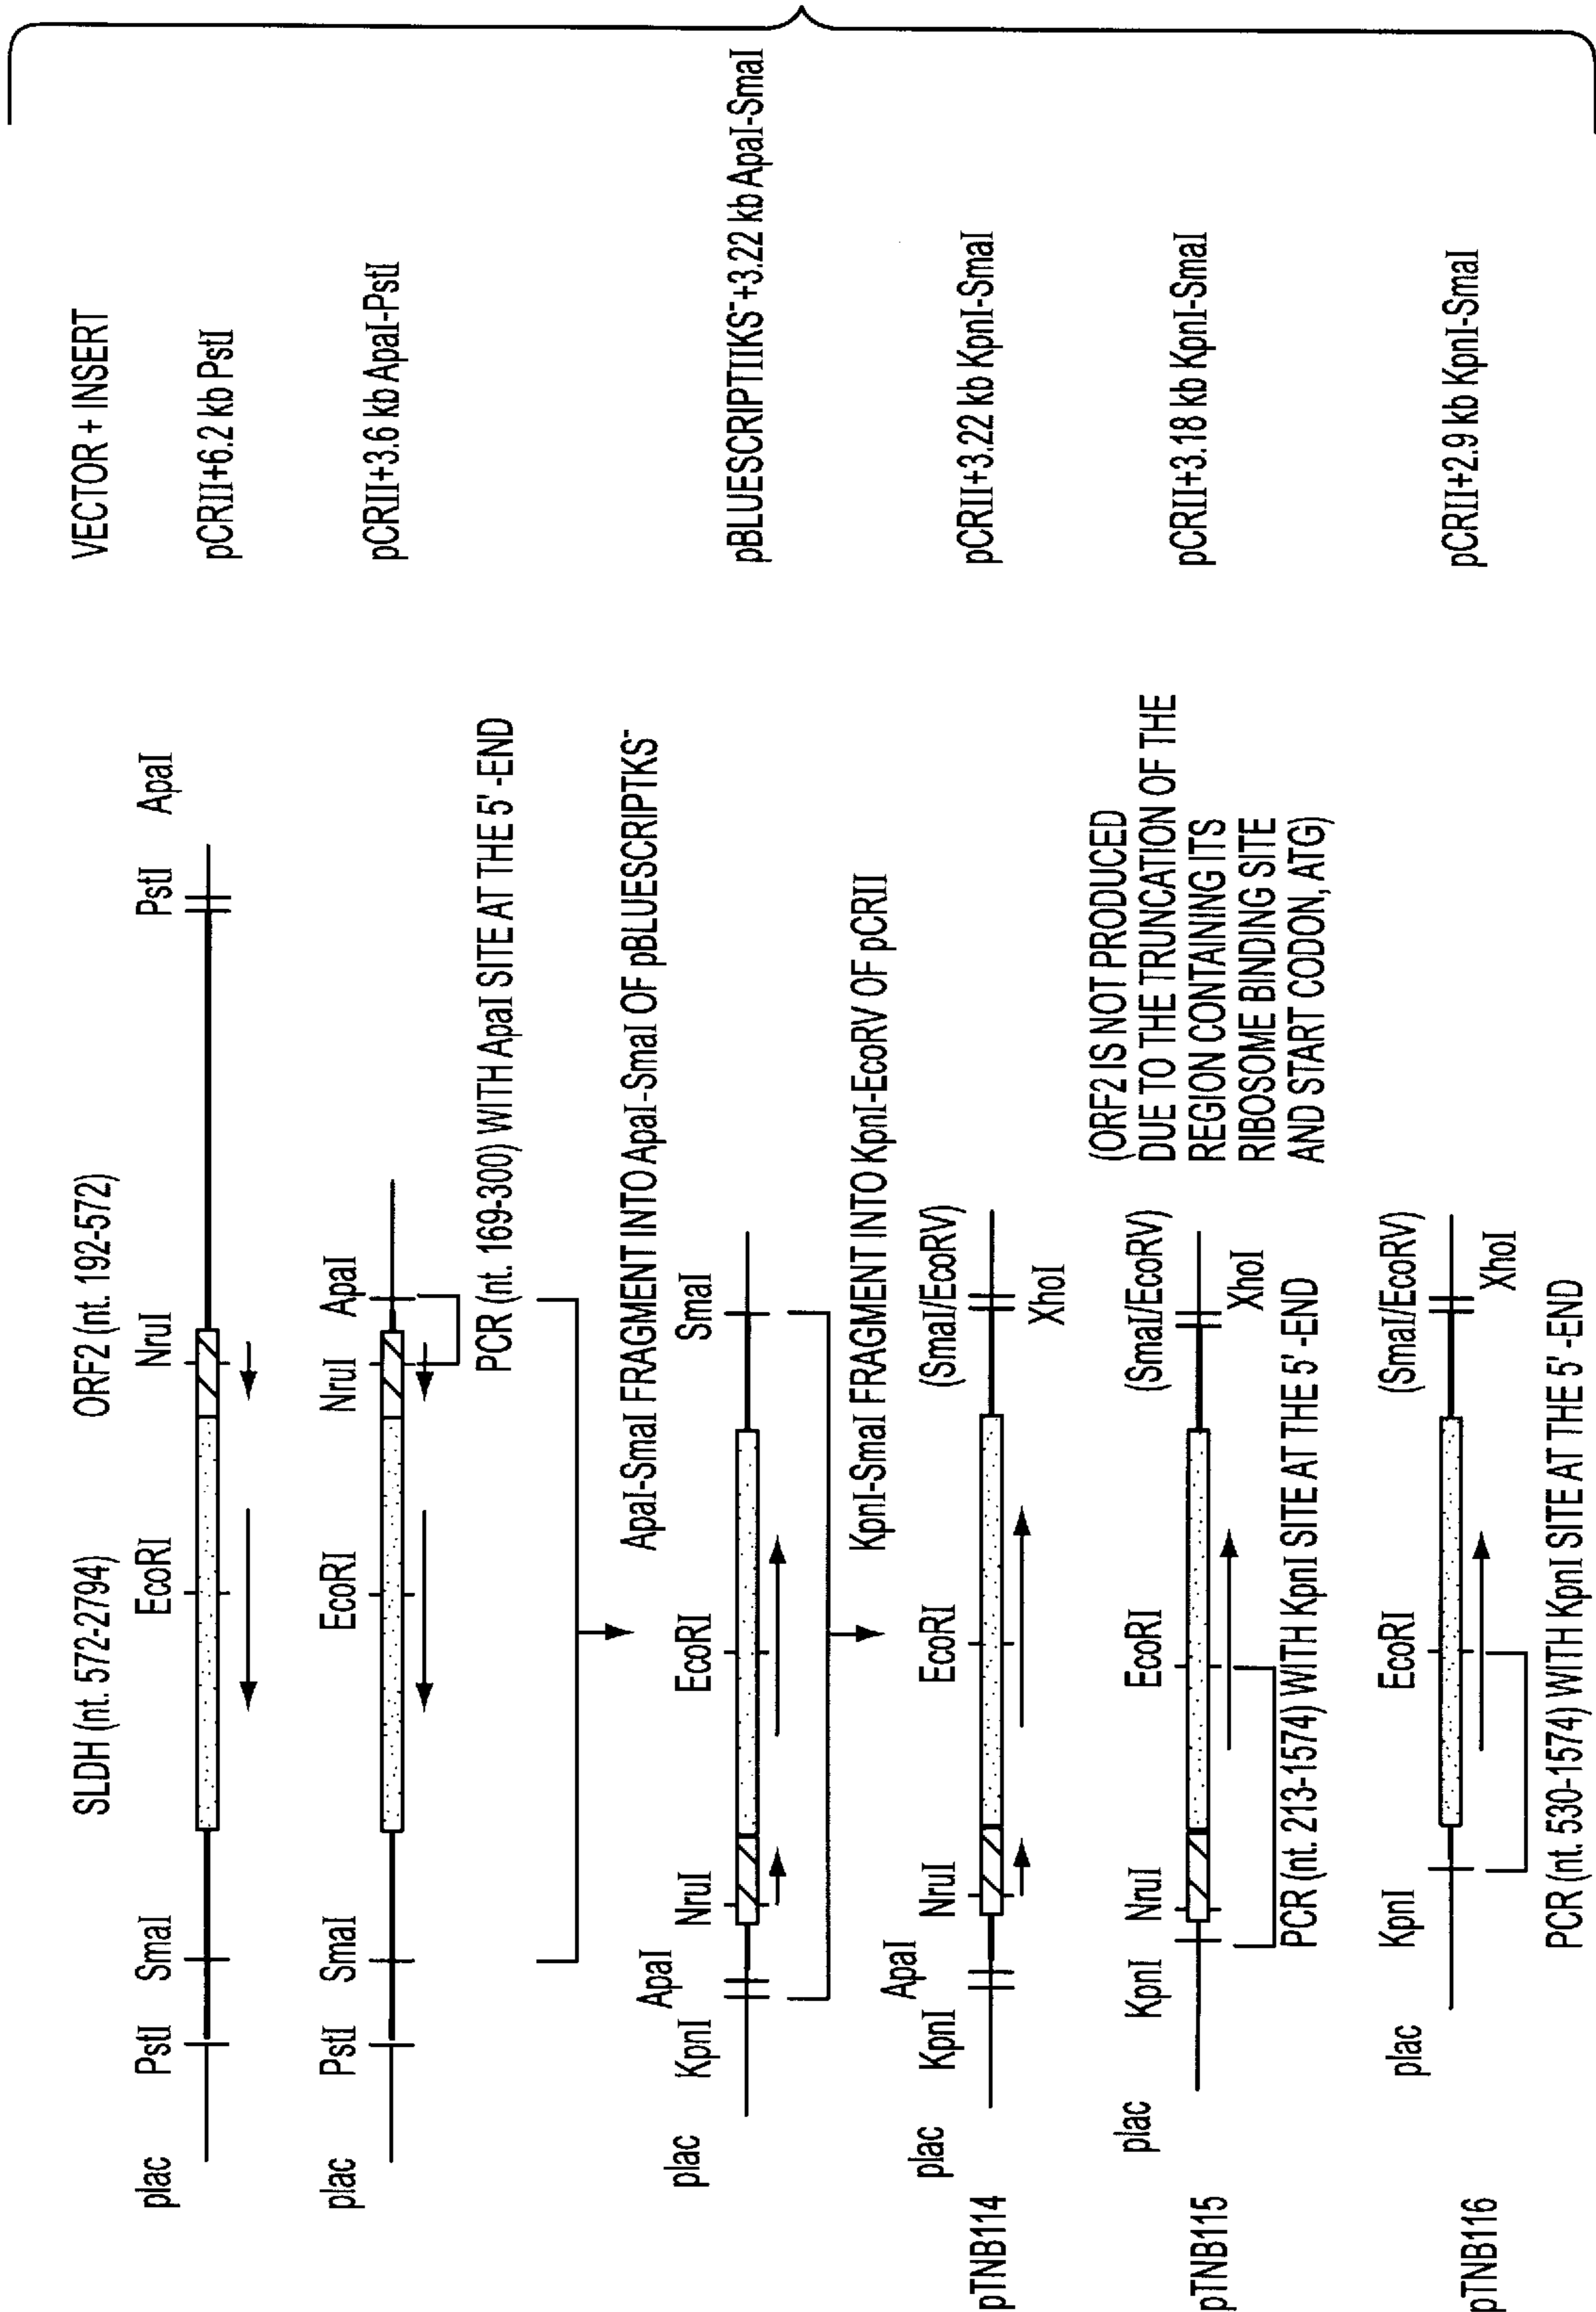 VECTOR + INSERT
SLDH (nt. 572-2794)
ORF2 (nt. 192-572)
plac
PstI
SmaI
EcoRI
NruI
PstI
ApaI
pCRII+6.2 kb PstI
plac
PstI
SmaI
EcoRI
NruI
ApaI
pCRII+3.6 kb ApaI-PstI
PCR (nt. 169-300) WITH ApaI SITE AT THE 5'-END
ApaI-SmaI FRAGMENT INTO ApaI-SmaI OF pBLUESCRIPTKS-
plac
KpnI
ApaI
NruI
EcoRI
SmaI
pBLUESCRIPTIIKS-+3.22 kb ApaI-SmaI
KpnI-SmaI FRAGMENT INTO KpnI-EcoRV OF pCRII
pTNB114
plac
KpnI
ApaI
NruI
EcoRI
(SmaI/EcoRV)
XhoI
pCRII+3.22 kb KpnI-SmaI
pTNB115
plac
KpnI
NruI
EcoRI
(SmaI/EcoRV)
XhoI
(ORF2 IS NOT PRODUCED
DUE TO THE TRUNCATION OF THE
REGION CONTAINING ITS
RIBOSOME BINDING SITE
AND START CODON, ATG)
pCRII+3.18 kb KpnI-SmaI
PCR (nt. 213-1574) WITH KpnI SITE AT THE 5'-END
pTNB116
plac
KpnI
EcoRI
(SmaI/EcoRV)
XhoI
pCRII+2.9 kb KpnI-SmaI
PCR (nt. 530-1574) WITH KpnI SITE AT THE 5'-END